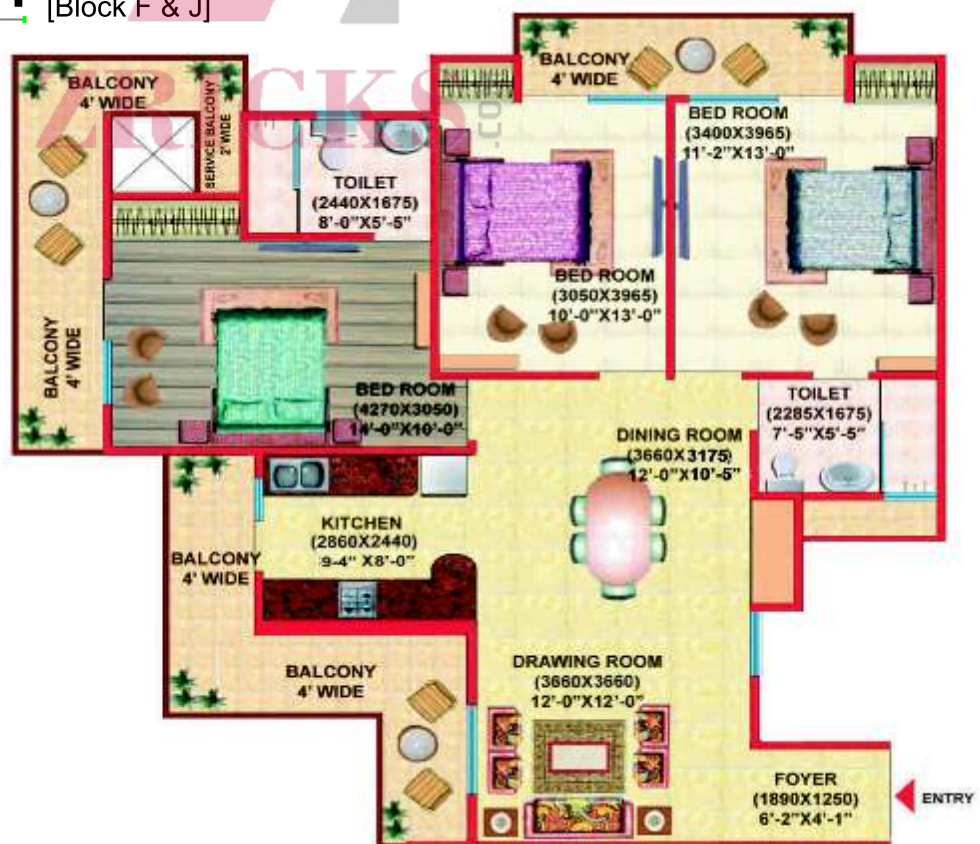 [Block F & J]
ZRICKS
.CO
BALCONY
4' WIDE
SERVICE BALCONY
2' WIDE
TOILET
(2440X1675)
8'-0"X5'-5"
BALCONY
4' WIDE
BED ROOM
(3400X3965)
11'-2"X13'-0"
BED ROOM
(3050X3965)
10'-0"X13'-0"
BALCONY
4' WIDE
BED ROOM
(4270X3050)
14'-0"X10'-0"
TOILET
(2285X1675)
7'-5"X5'-5"
DINING ROOM
(3660X3175)
12'-0"X10'-5"
KITCHEN
(2860X2440)
9-4" X8'-0"
BALCONY
4' WIDE
BALCONY
4' WIDE
DRAWING ROOM
(3660X3660)
12'-0"X12'-0"
FOYER
(1890X1250)
6'-2"X4'-1"
ENTRY